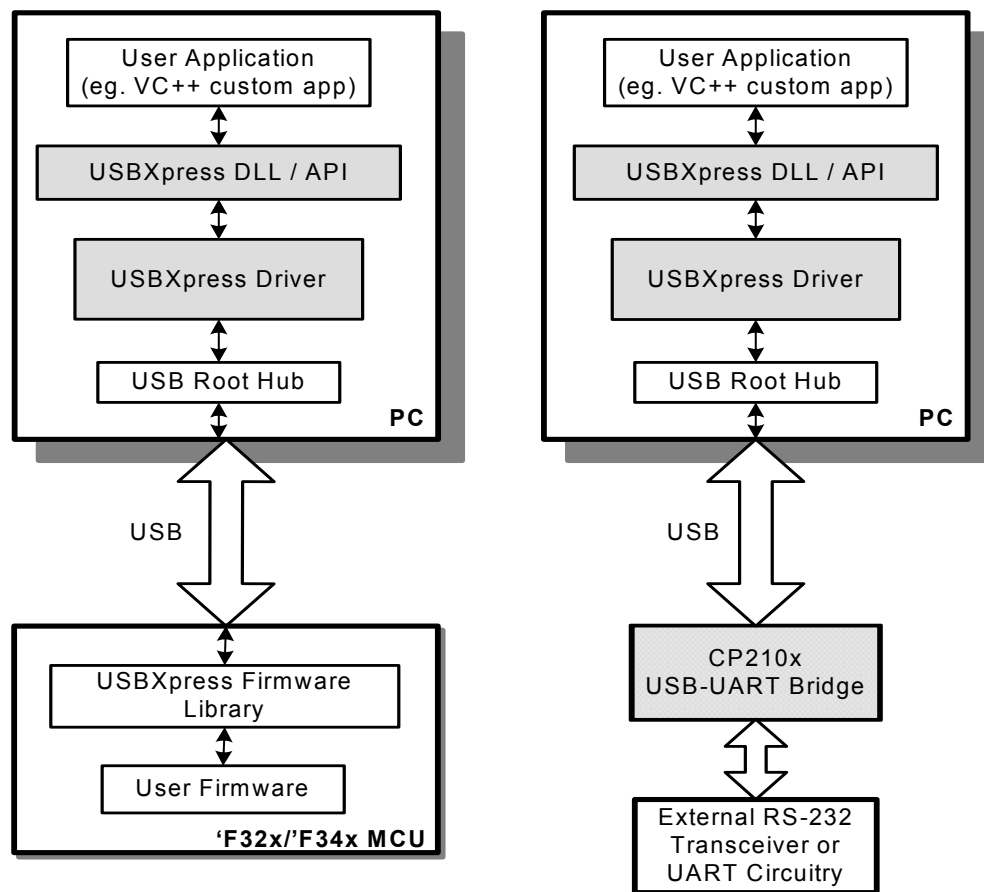 User Application
(eg. VC++ custom app)
USBXpress DLL / API
USBXpress Driver
USB Root Hub
PC
USB
USBXpress Firmware
Library
User Firmware
‘F32x/’F34x MCU
User Application
(eg. VC++ custom app)
USBXpress DLL / API
USBXpress Driver
USB Root Hub
PC
USB
CP210x
USB-UART Bridge
External RS-232
Transceiver or
UART Circuitry